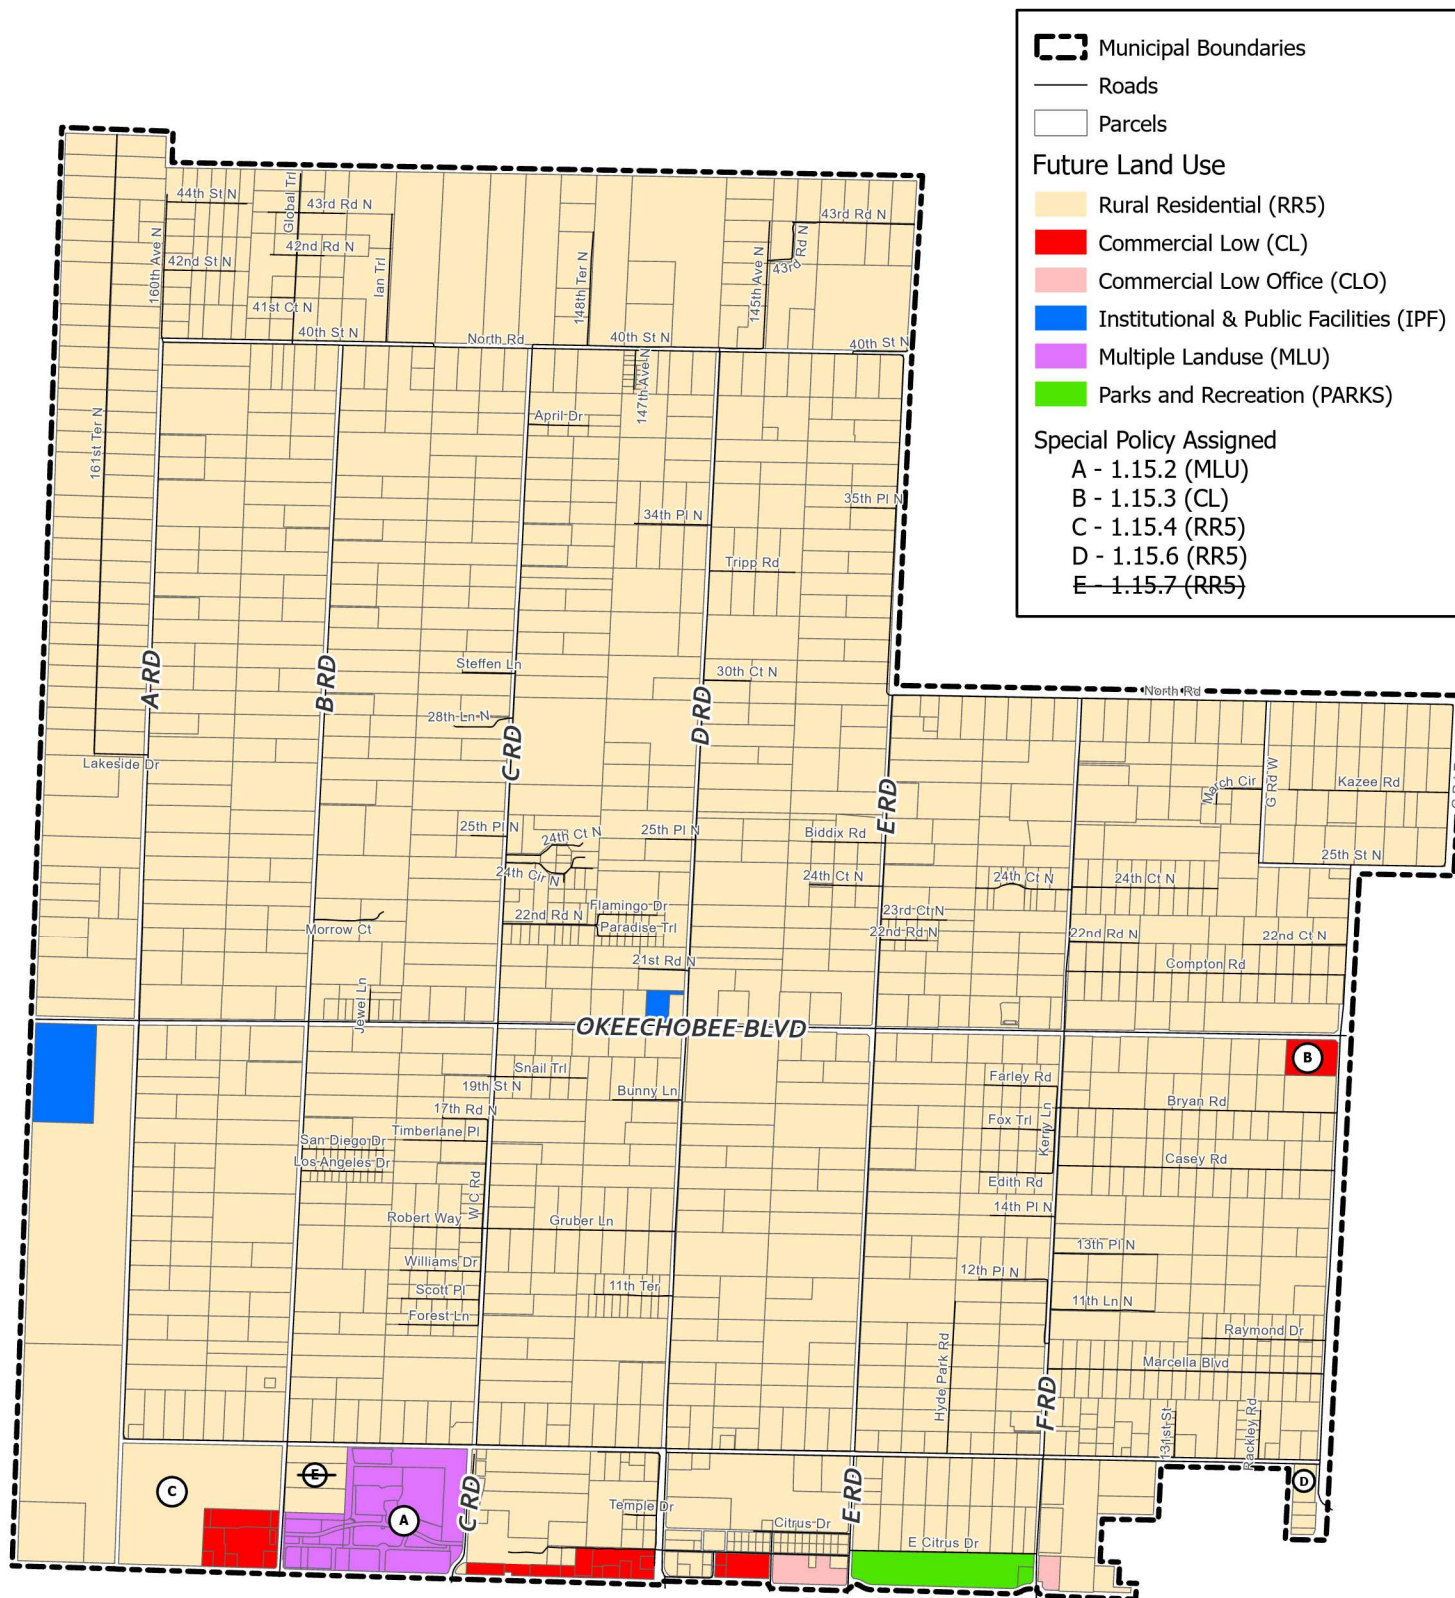 Municipal Boundaries
Roads
Parcels
Future Land Use
Rural Residential (RR5)
Commercial Low (CL)
Commercial Low Office (CLO)
Institutional & Public Facilities (IPF)
Multiple Landuse (MLU)
Parks and Recreation (PARKS)
Special Policy Assigned
A - 1.15.2 (MLU)
B - 1.15.3 (CL)
C - 1.15.4 (RR5)
D - 1.15.6 (RR5)
E - 1.15.7 (RR5)
44th St N
Global Trl
43rd Rd N
43rd Rd N
42nd Rd N
42nd St N
160th Ave N
Ian Trl
148th Ter N
145th Ave N
43rd Rd N
41st Ct N
40th St N
North Rd
40th St N
40th St N
147th Ave N
April Dr
161st Ter N
35th Pl N
34th Pl N
Tripp Rd
A RD
B RD
Steffen Ln
30th Ct N
North Rd
28th Ln N
C RD
D RD
Lakeside Dr
E RD
March Cir
G Rd W
Kazee Rd
25th Pl N
24th Ct N
25th Pl N
Biddix Rd
25th St N
24th Cir N
24th Ct N
24th Ct N
24th Ct N
Flamingo Dr
22nd Rd N
Paradise Trl
23rd Ct N
22nd Rd N
22nd Rd N
22nd Ct N
Morrow Ct
21st Rd N
Compton Rd
Jewel Ln
OKEECHOBEE BLVD
B
Snail Trl
19th St N
Bunny Ln
Farley Rd
Bryan Rd
17th Rd N
Fox Trl
Kerry Ln
Timberlane Pl
San Diego Dr
Los Angeles Dr
Casey Rd
W C Rd
Edith Rd
14th Pl N
Robert Way
Gruber Ln
13th Pl N
Williams Dr
12th Pl N
Scott Pl
11th Ter
11th Ln N
Forest Ln
Raymond Dr
Hyde Park Rd
Marcella Blvd
F RD
131st St
Rackley Rd
E
C
D
A
C RD
Temple Dr
E RD
Citrus Dr
E Citrus Dr